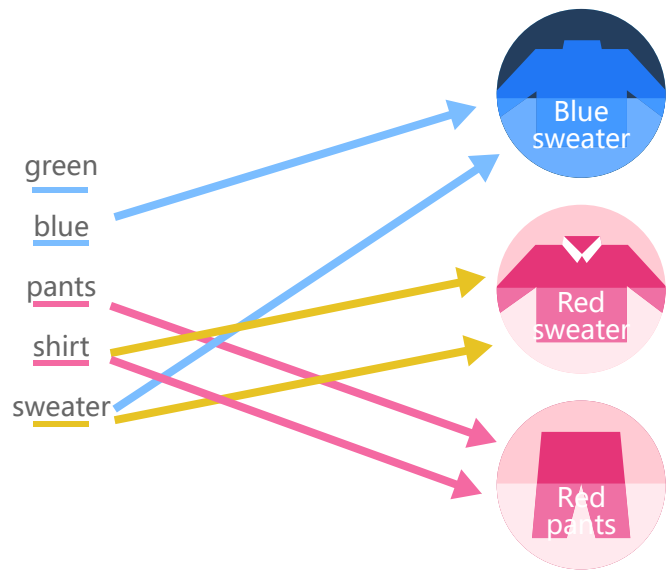 green
blue
pants
shirt
sweater
Blue
sweater
Red
sweater
Red
pants